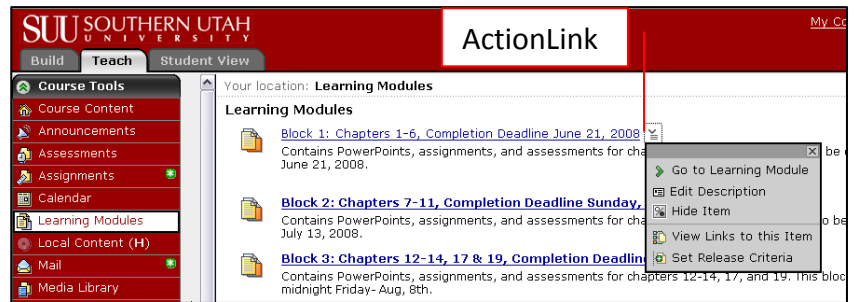 SUU SOUTHERN UTAH
UNIVERSITY
ActionLink
My Co
Build Teach Student View
Course Tools
Your location: Learning Modules
Course Content
Learning Modules
Announcements
Block 1: Chapters 1-6, Completion Deadline June 21, 2008
Assessments
Contains PowerPoints, assignments, and assessments for cha
be
June 21, 2008.
Assignments
Go to Learning Module
Calendar
Edit Description
Block 2: Chapters 7-11, Completion Deadline Sunday,
Hide Item
Learning Modules
Contains PowerPoints, assignments, and assessments for cha
o be
July 13, 2008.
Local Content (H)
View Links to this Item
Block 3: Chapters 12-14, 17 & 19, Completion Deadlin
Set Release Criteria
Mail
Contains PowerPoints, assignments, and assessments for chapters 12-14, 17, and 19. This bloc
Media Library
midnight Friday- Aug, 8th.